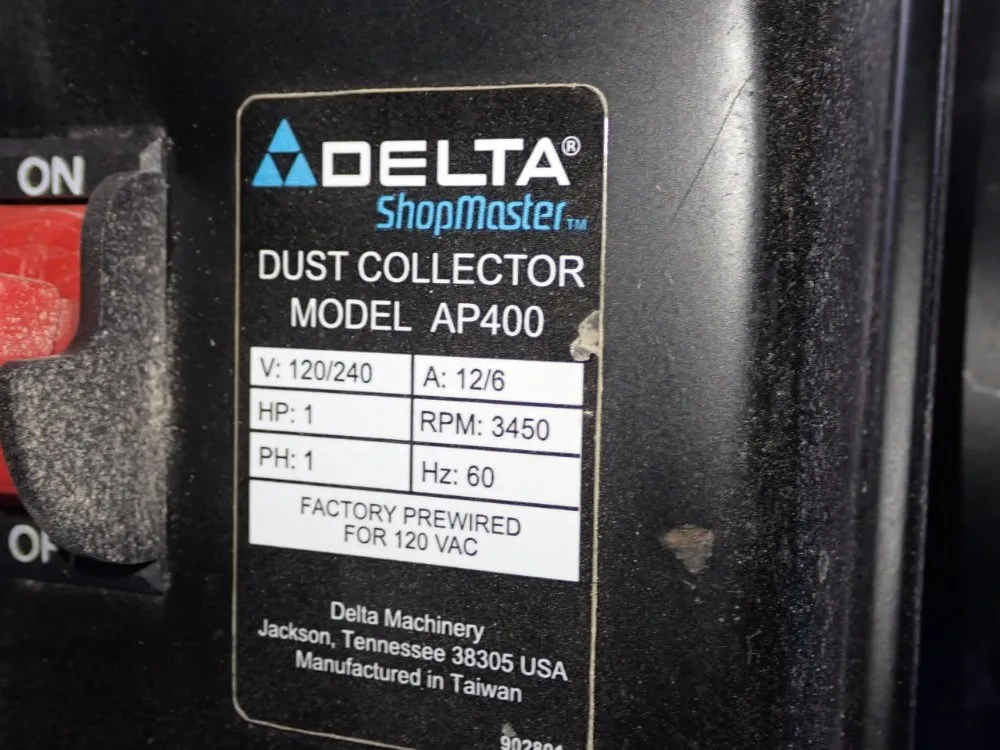 ON
DELTA®
ShopMaster™
DUST COLLECTOR
MODEL AP400
V: 120/240 A: 12/6
HP: 1 RPM: 3450
PH: 1 Hz: 60
FACTORY PREWIRED
FOR 120 VAC
Delta Machinery
Jackson, Tennessee 38305 USA
Manufactured in Taiwan